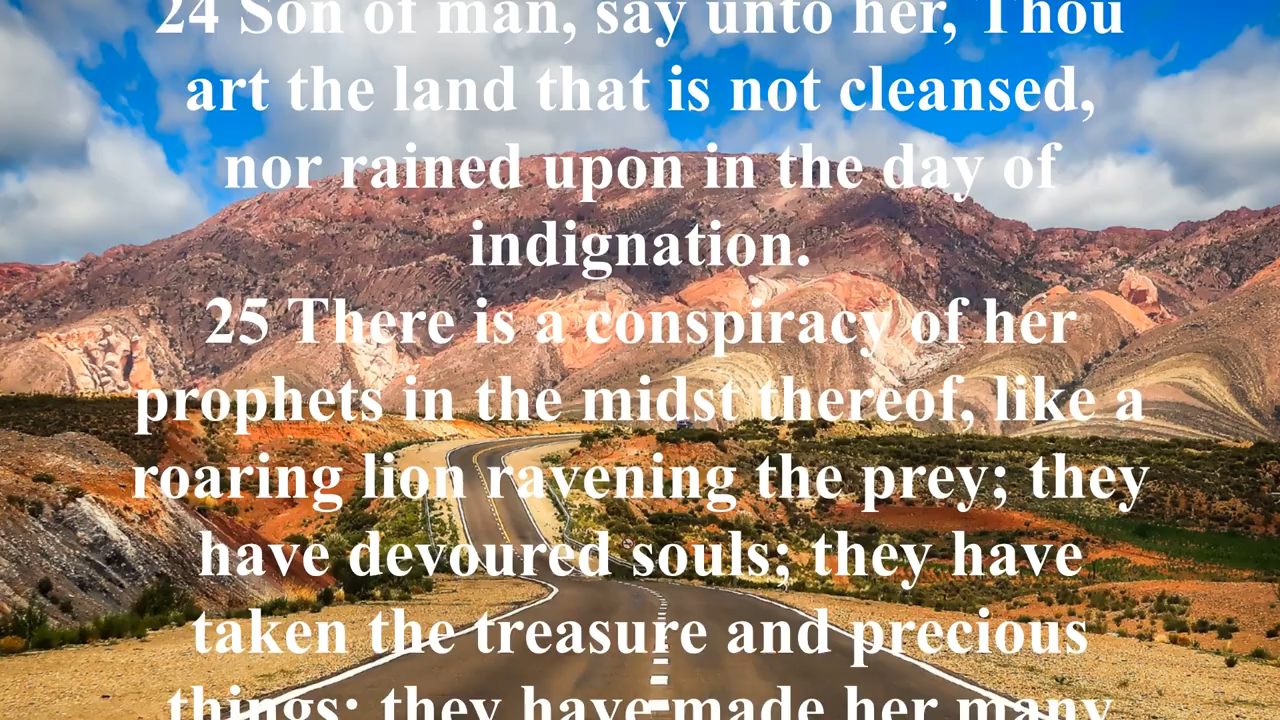 24 Son of man, say unto her, Thou
art the land that is not cleansed,
nor rained upon in the day of
indignation.
25 There is a conspiracy of her
prophets in the midst thereof, like a
roaring lion ravening the prey; they
have devoured souls; they have
taken the treasure and precious
things; they have made her many